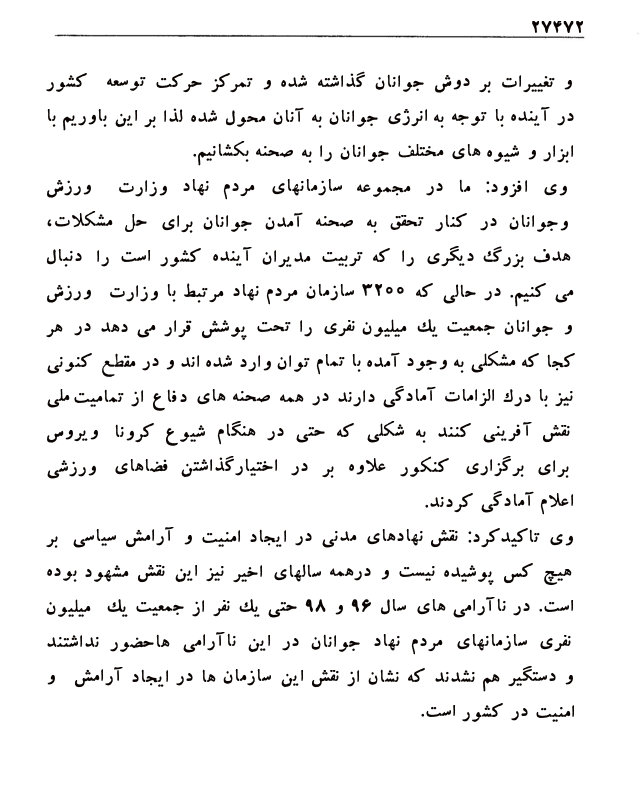 ۲۷۴۷۲
و تغییرات بر دوش جوانان گذاشته شده و تمرکز حرکت توسعه کشور
در آینده با توجه به انرژی جوانان به آنان محول شده لذا بر این باوریم با
ابزار و شیوه های مختلف جوانان را به صحنه بکشانیم.
وی افزود: ما در مجموعه سازمانهای مردم نهاد وزارت ورزش
وجوانان در کنار تحقق به صحنه آمدن جوانان برای حل مشکلات،
هدف بزرگ دیگری را که تربیت مدیران آینده کشور است را دنبال
می کنیم. در حالی که ۳۲۰۰ سازمان مردم نهاد مرتبط با وزارت ورزش
و جوانان جمعیت یك میلیون نفری را تحت پوشش قرار می دهد در هر
کجا که مشکلی به وجود آمده با تمام توان وارد شده اند و در مقطع کنونی
نیز با درك الزامات آمادگی دارند در همه صحنه های دفاع از تمامیت ملی
نقش آفرینی کنند به شکلی که حتی در هنگام شیوع کرونا ویروس
برای برگزاری کنکور علاوه بر در اختیارگذاشتن فضاهای ورزشی
اعلام آمادگی کردند.
وی تاکیدکرد: نقش نهادهای مدنی در ایجاد امنیت و آرامش سیاسی بر
هیچ کس پوشیده نیست و درهمه سالهای اخیر نیز این نقش مشهود بوده
است. در ناآرامی های سال ۹۶ و ۹۸ حتی یك نفر از جمعیت یك میلیون
نفری سازمانهای مردم نهاد جوانان در این ناآرامی هاحضور نداشتند
و دستگیر هم نشدند که نشان از نقش این سازمان ها در ایجاد آرامش و
امنیت در کشور است.